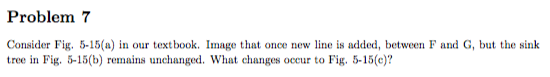 Problem 7
Consider Fig. 5-15(a) in our textbook. Image that once new line is added, between F and G, but the sink
tree in Fig. 5-15(b) remains unchanged. What changes occur to Fig. 5-15(c)?